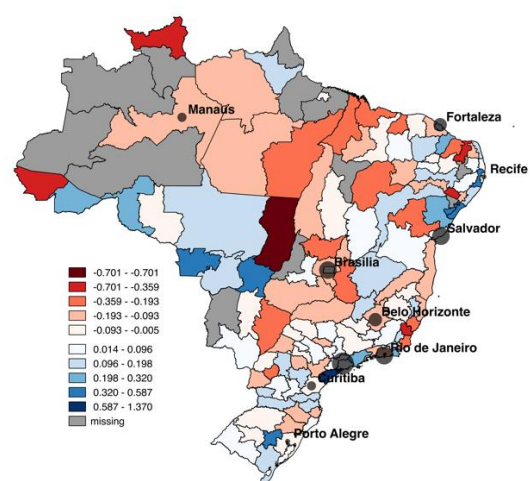 Manaus
Fortaleza
Recife
Salvador
Brasilia
Belo Horizonte
Rio de Janeiro
Curitiba
Porto Alegre
-0.701 - -0.701
-0.701 - -0.359
-0.359 - -0.193
-0.193 - -0.093
-0.093 - -0.005
0.014 - 0.096
0.096 - 0.198
0.198 - 0.320
0.320 - 0.587
0.587 - 1.370
missing